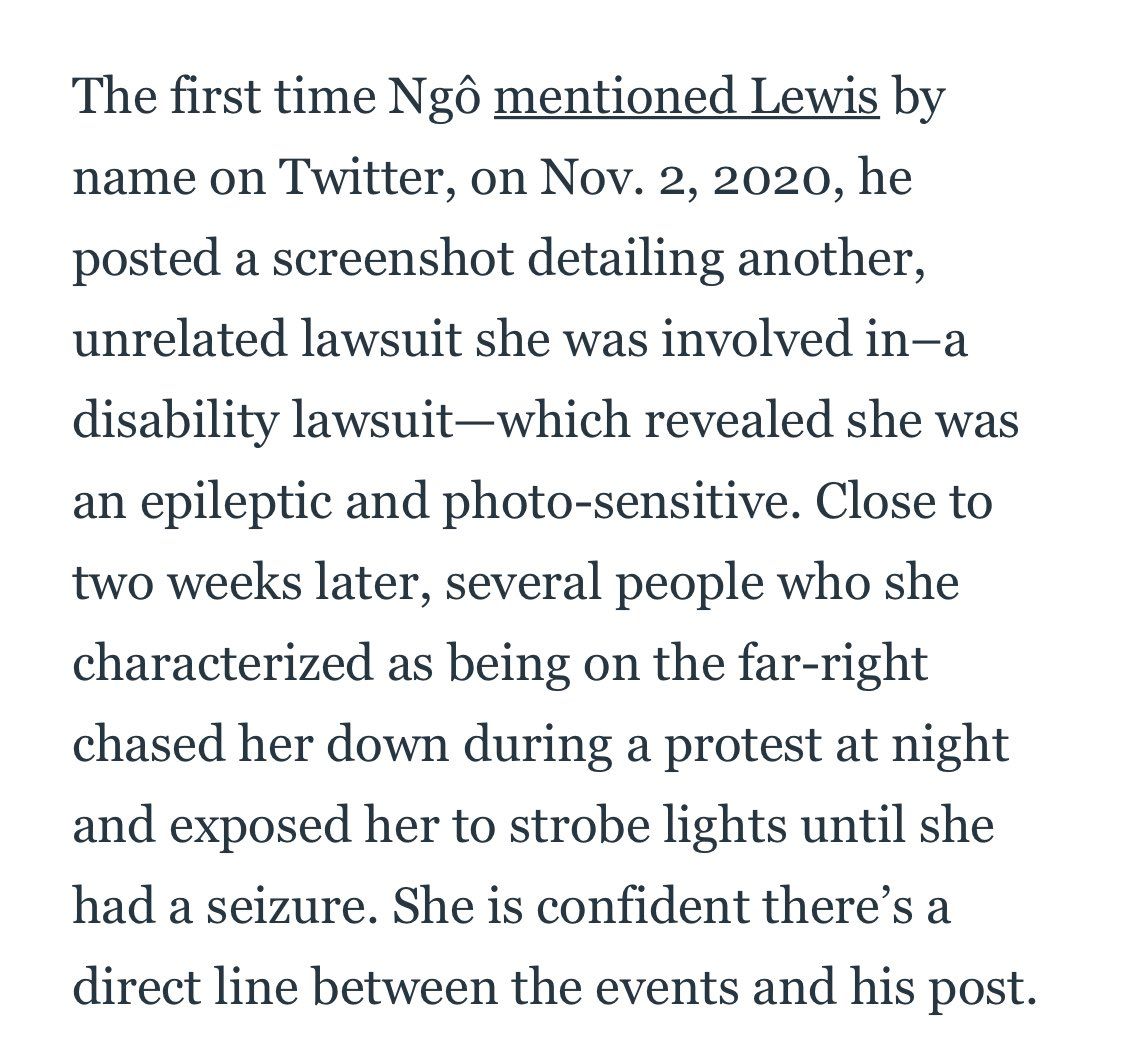 The first time Ngô mentioned Lewis by
name on Twitter, on Nov. 2, 2020, he
posted a screenshot detailing another,
unrelated lawsuit she was involved in–a
disability lawsuit—which revealed she was
an epileptic and photo-sensitive. Close to
two weeks later, several people who she
characterized as being on the far-right
chased her down during a protest at night
and exposed her to strobe lights until she
had a seizure. She is confident there’s a
direct line between the events and his post.